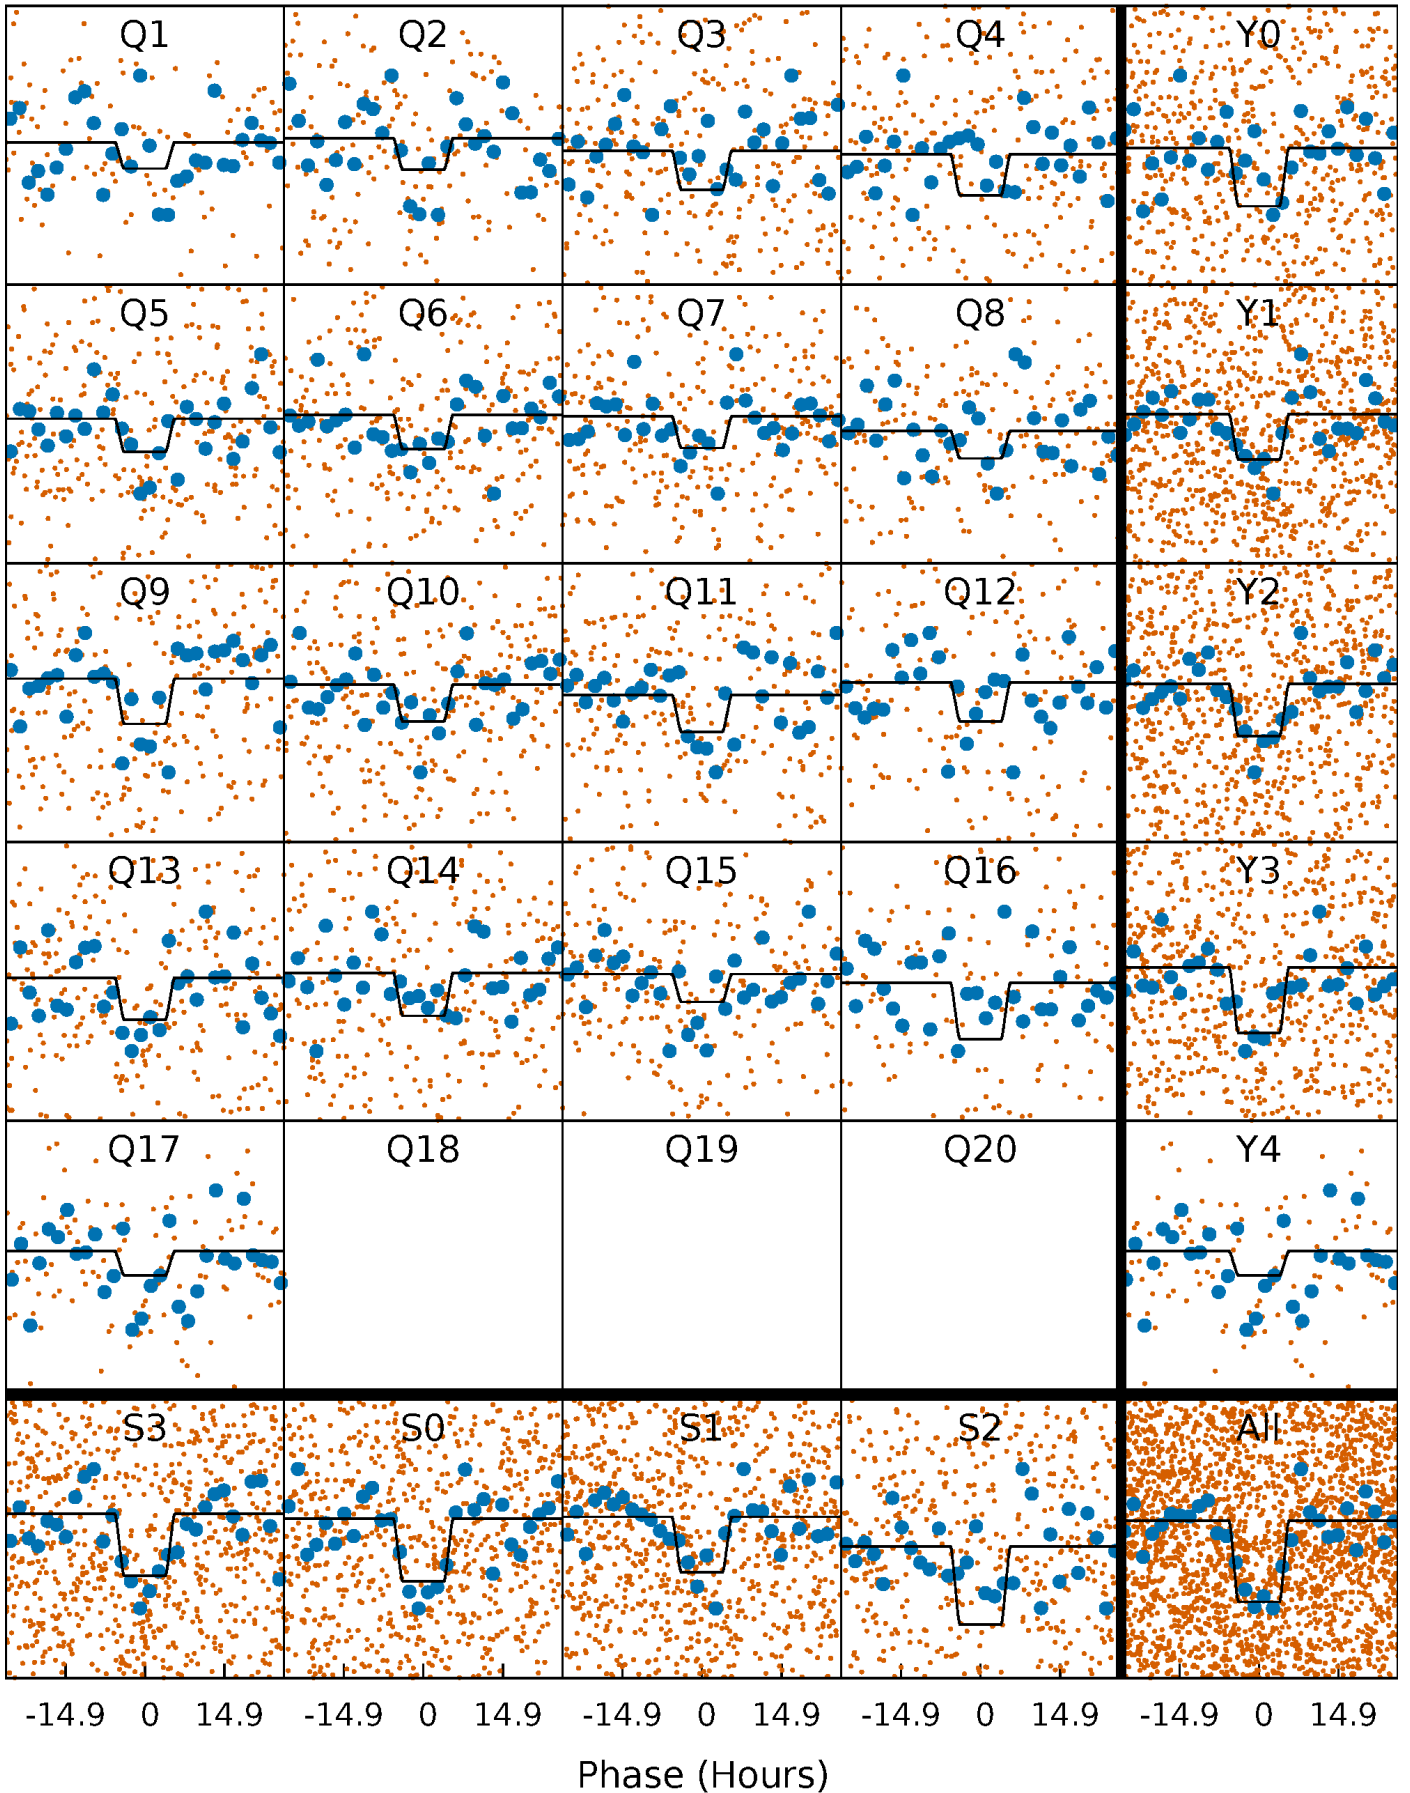 Q1 Q2 Q3 Q4 Y0
Q5 Q6 Q7 Q8 Y1
Q9 Q10 Q11 Q12 Y2
Q13 Q14 Q15 Q16 Y3
Q17 Q18 Q19 Q20 Y4
S3 S0 S1 S2 All
-14.9 0 14.9 -14.9 0 14.9 -14.9 0 14.9 -14.9 0 14.9 -14.9 0 14.9
Phase (Hours)